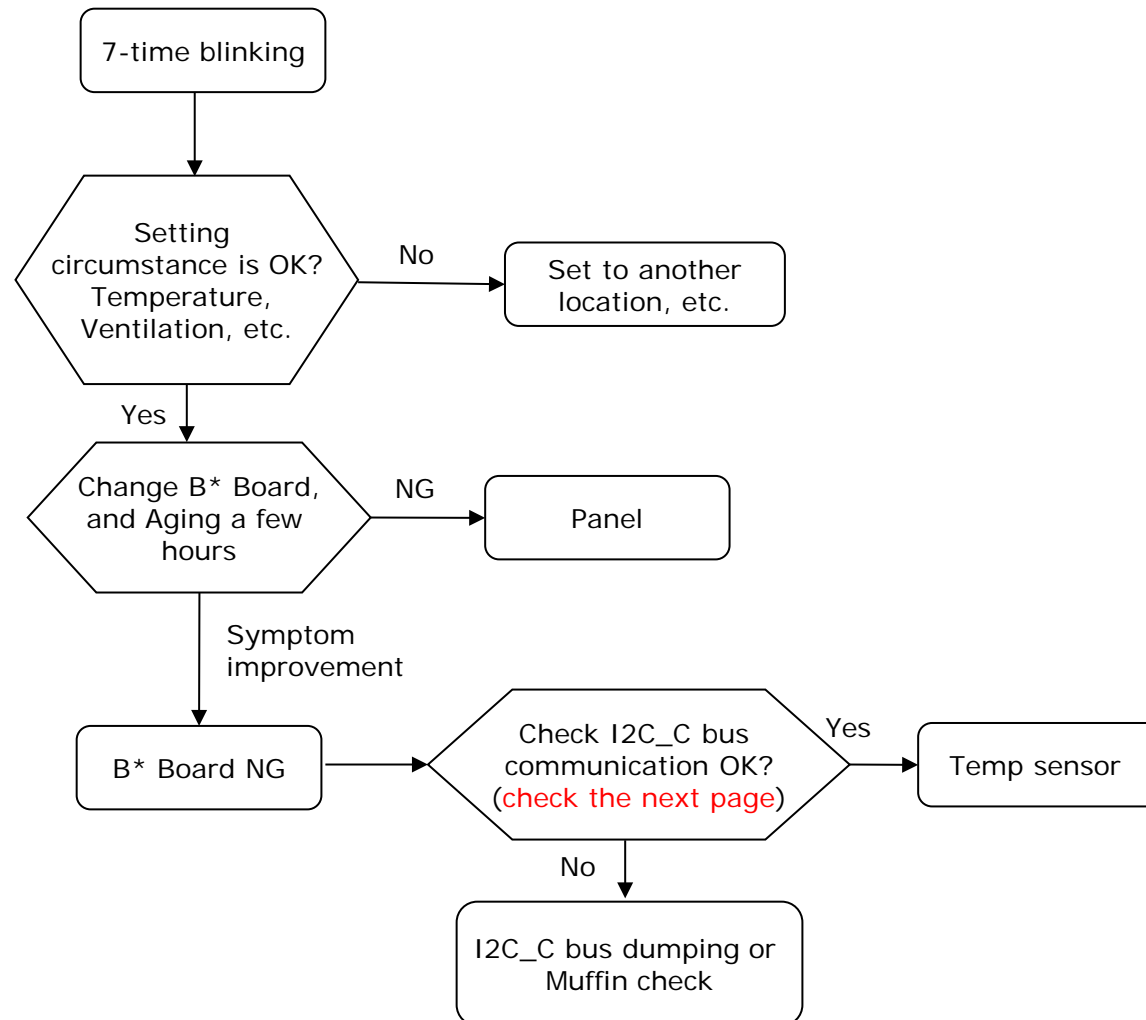 7-time blinking
Setting
circumstance is OK?
Temperature,
Ventilation, etc.
No
Set to another
location, etc.
Yes
Change B* Board,
and Aging a few
hours
NG
Panel
Symptom
improvement
B* Board NG
Check I2C_C bus
communication OK?
(check the next page)
Yes
Temp sensor
No
I2C_C bus dumping or
Muffin check